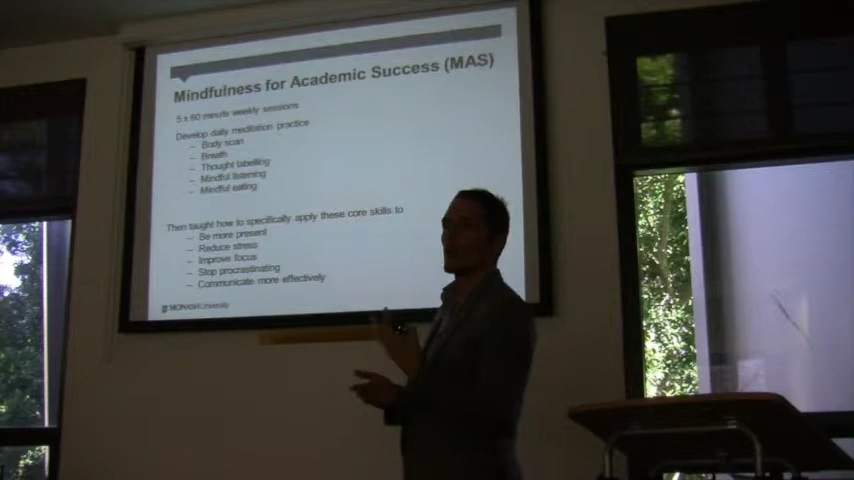 Mindfulness for Academic Success (MAS)
5 x 60 minute weekly sessions
Develop daily meditation practice
– Body scan
– Breath
– Thought labelling
– Mindful listening
– Mindful eating
Then taught how to specifically apply these core skills to
– Be more present
– Reduce stress
– Improve focus
– Stop procrastinating
– Communicate more effectively
MONASH University